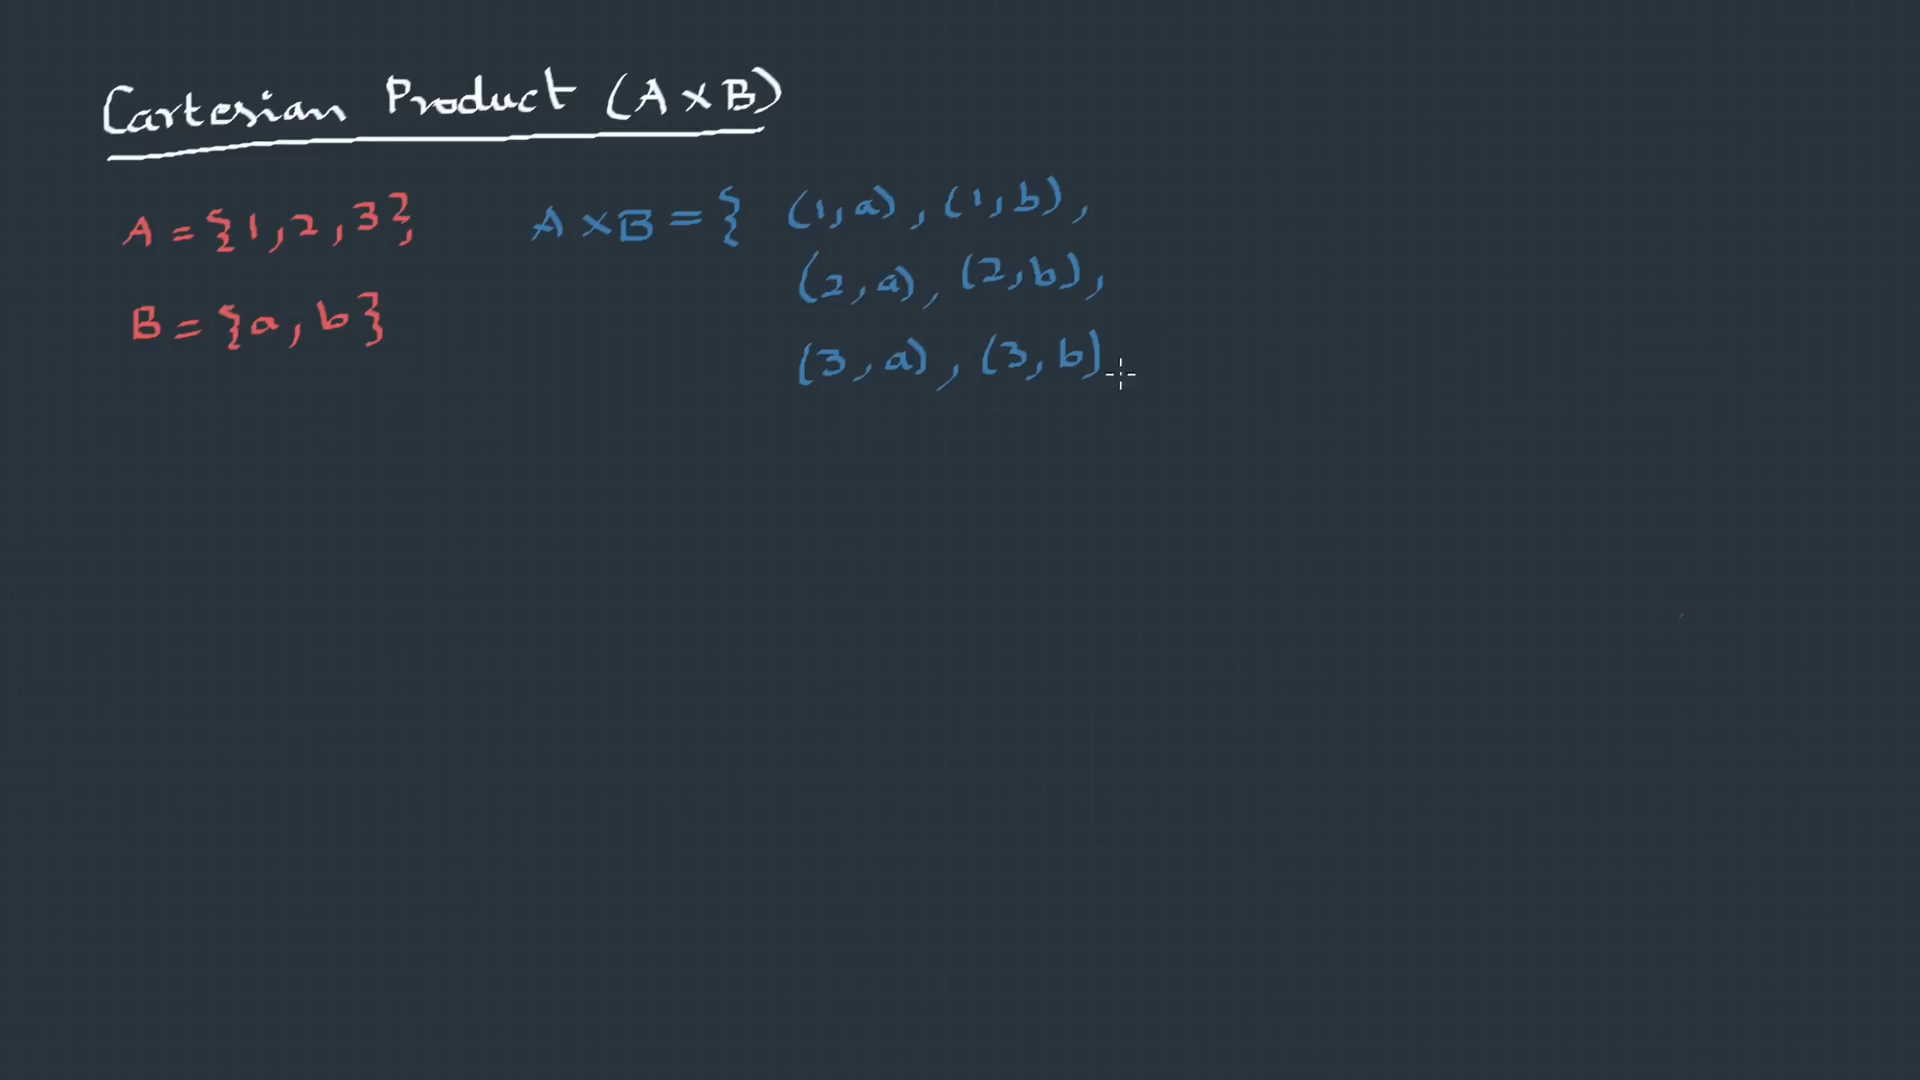 Cartesian Product (A × B)
A = {1, 2, 3},
B = {a, b}
A × B = { (1, a), (1, b),
(2, a), (2, b),
(3, a), (3, b)